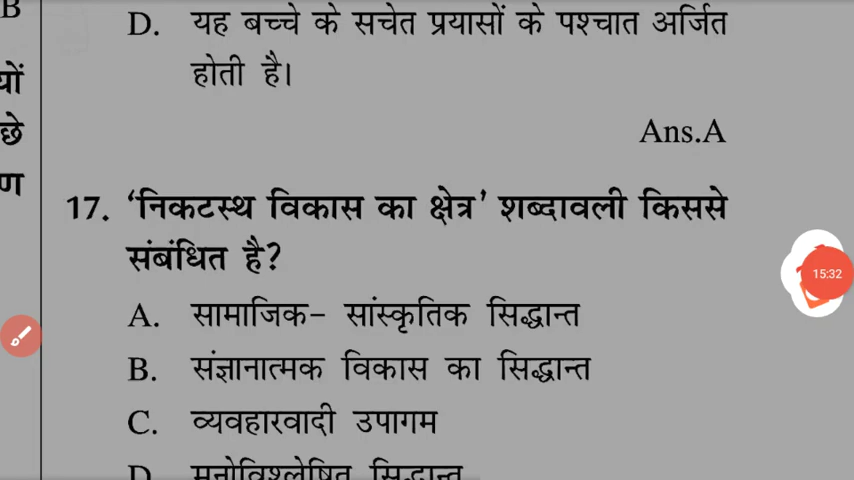 B
D. यह बच्चे के सचेत प्रयासों के पश्चात अर्जित
होती है।
यों
छे
Ans.A
ण
17. ‘निकटस्थ विकास का क्षेत्र’ शब्दावली किससे
संबंधित है?
15:32
A. सामाजिक– सांस्कृतिक सिद्धान्त
B. संज्ञानात्मक विकास का सिद्धान्त
C. व्यवहारवादी उपागम
D. मनोविश्लेषित सिद्धान्त